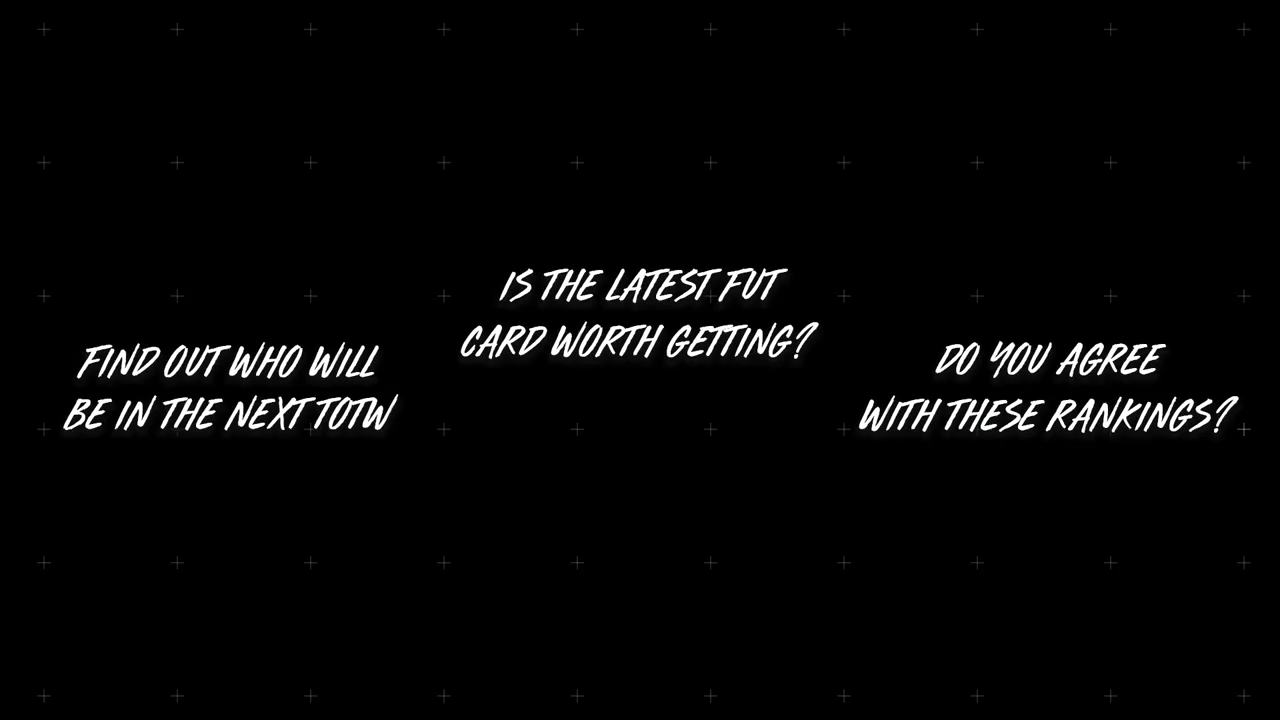 FIND OUT WHO WILL
BE IN THE NEXT TOTW
IS THE LATEST FUT
CARD WORTH GETTING?
DO YOU AGREE
WITH THESE RANKINGS?